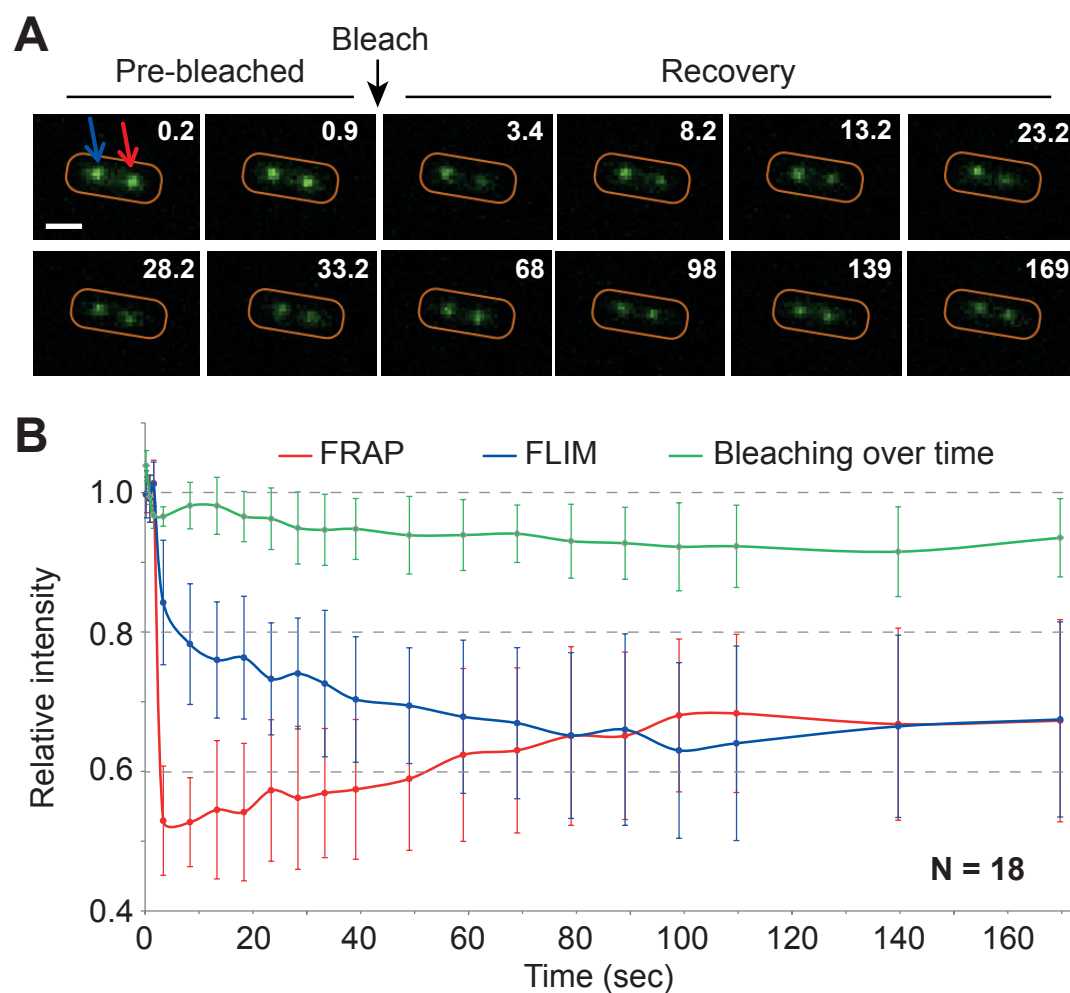 A
Bleach
Pre-bleached
Recovery
0.2 0.9 3.4 8.2 13.2 23.2
28.2 33.2 68 98 139 169
B
FRAP FLIM Bleaching over time
1.0
0.8
0.6
0.4
Relative intensity
N = 18
0 20 40 60 80 100 120 140 160
Time (sec)